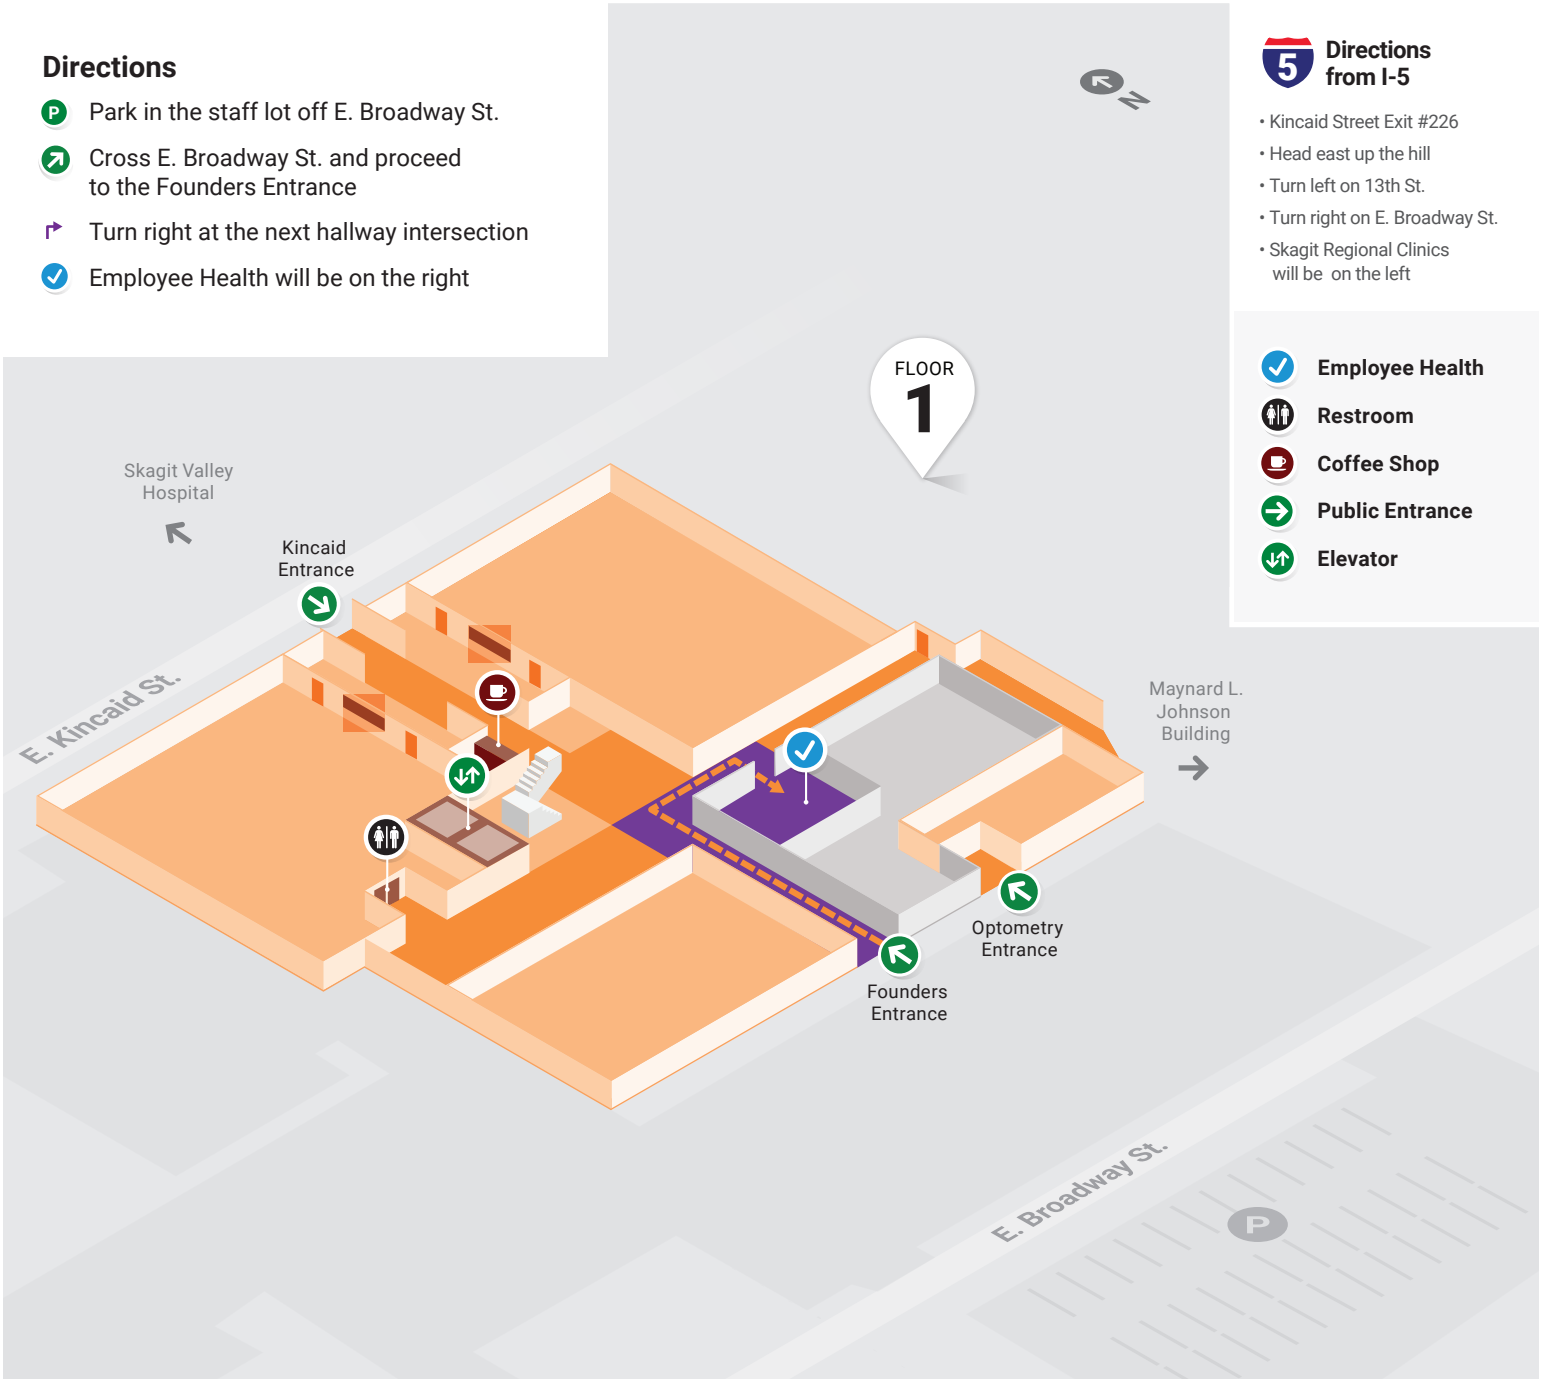 Directions
P
Park in the staff lot off E. Broadway St.
Cross E. Broadway St. and proceed
to the Founders Entrance
Turn right at the next hallway intersection
Employee Health will be on the right
N
5
Directions
from I-5
• Kincaid Street Exit #226
• Head east up the hill
• Turn left on 13th St.
• Turn right on E. Broadway St.
• Skagit Regional Clinics
will be on the left
Employee Health
Restroom
Coffee Shop
Public Entrance
Elevator
FLOOR
1
Skagit Valley
Hospital
Kincaid
Entrance
E. Kincaid St.
Maynard L.
Johnson
Building
Optometry
Entrance
Founders
Entrance
E. Broadway St.
P